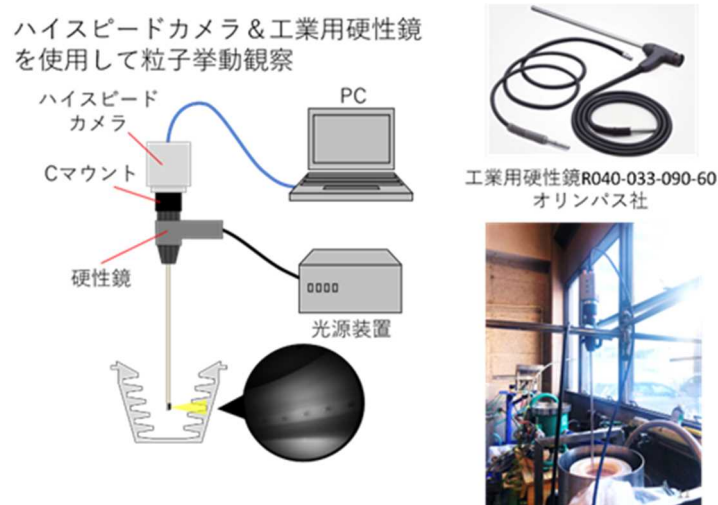 ハイスピードカメラ＆工業用硬性鏡
を使用して粒子挙動観察
ハイスピード
カメラ
PC
Cマウント
硬性鏡
光源装置
工業用硬性鏡R040-033-090-60
オリンパス社